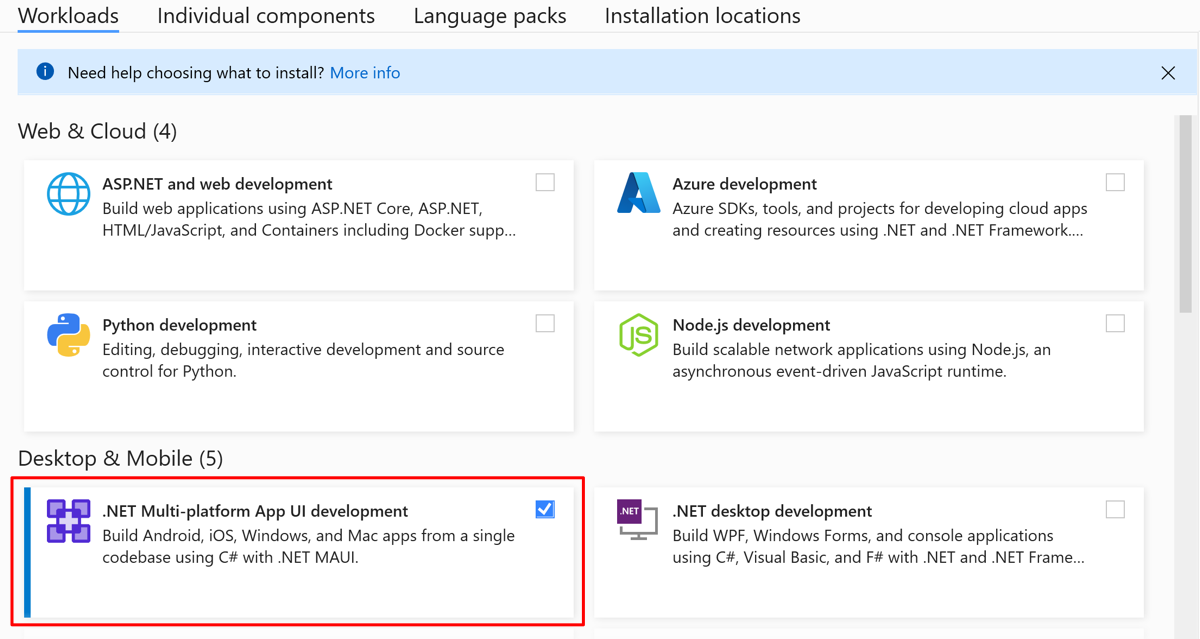 Workloads Individual components Language packs Installation locations
Need help choosing what to install? More info
Web & Cloud (4)
ASP.NET and web development
Build web applications using ASP.NET Core, ASP.NET,
HTML/JavaScript, and Containers including Docker supp...
Azure development
Azure SDKs, tools, and projects for developing cloud apps
and creating resources using .NET and .NET Framework....
Python development
Editing, debugging, interactive development and source
control for Python.
JS
Node.js development
Build scalable network applications using Node.js, an
asynchronous event-driven JavaScript runtime.
Desktop & Mobile (5)
.NET Multi-platform App UI development
Build Android, iOS, Windows, and Mac apps from a single
codebase using C# with .NET MAUI.
.NET
.NET desktop development
Build WPF, Windows Forms, and console applications
using C#, Visual Basic, and F# with .NET and .NET Frame...